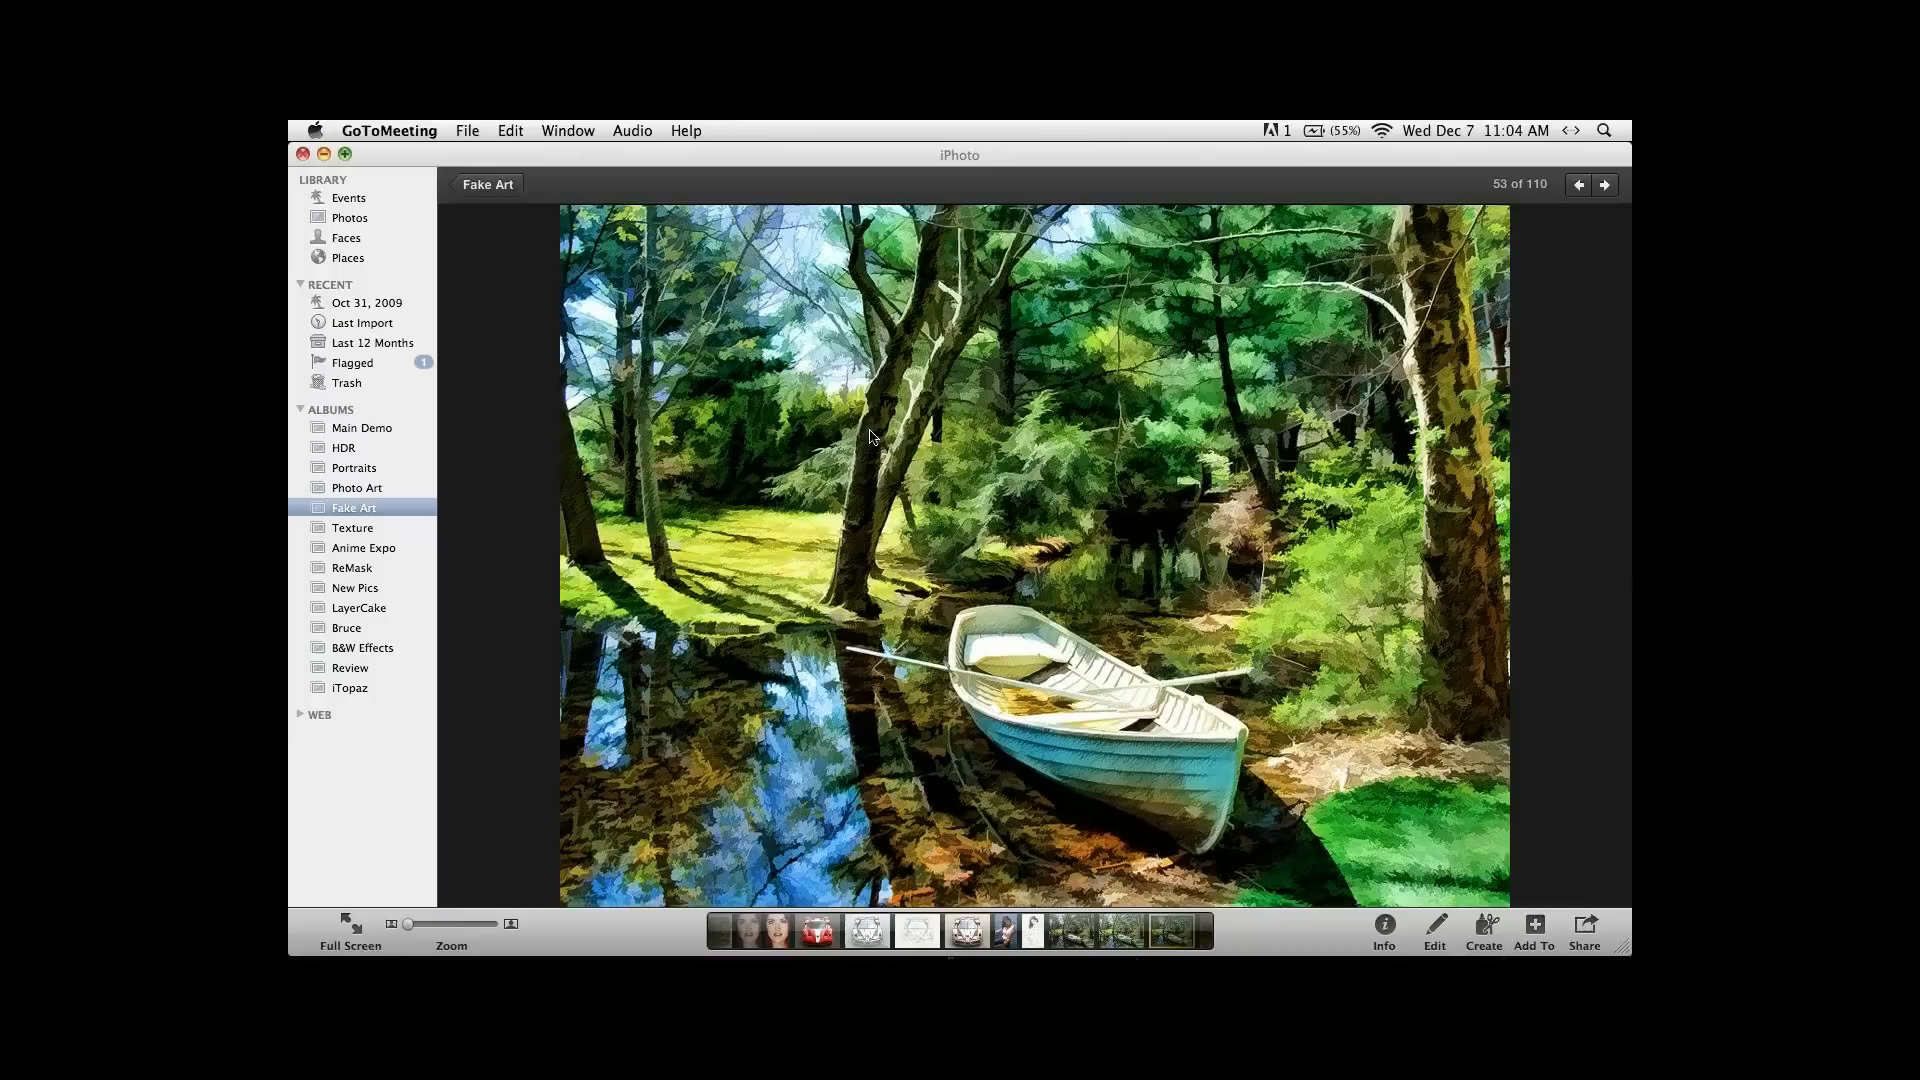 GoToMeeting File Edit Window Audio Help 1 (55%) Wed Dec 7 11:04 AM
iPhoto
LIBRARY
Events
Photos
Faces
Places
RECENT
Oct 31, 2009
Last Import
Last 12 Months
Flagged 1
Trash
ALBUMS
Main Demo
HDR
Portraits
Photo Art
Fake Art
Texture
Anime Expo
ReMask
New Pics
LayerCake
Bruce
B&W Effects
Review
iTopaz
WEB
Fake Art
53 of 110
Full Screen
Zoom
Info
Edit
Create
Add To
Share